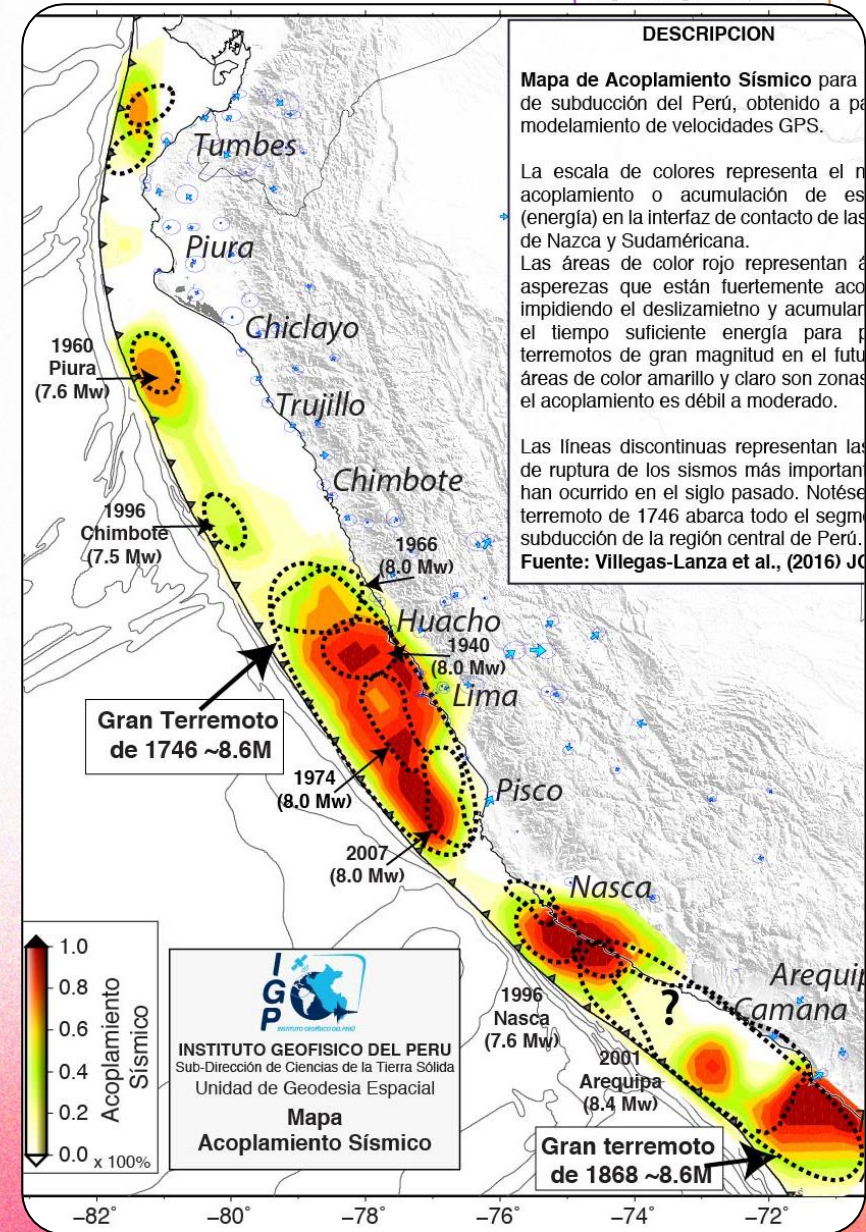 DESCRIPCION
Mapa de Acoplamiento Sísmico para
de subducción del Perú, obtenido a pa
modelamiento de velocidades GPS.
La escala de colores representa el n
acoplamiento o acumulación de es
(energía) en la interfaz de contacto de las
de Nazca y Sudaméricana.
Las áreas de color rojo representan á
asperezas que están fuertemente aco
impidiendo el deslizamietno y acumular
el tiempo suficiente energía para p
terremotos de gran magnitud en el futu
áreas de color amarillo y claro son zonas
el acoplamiento es débil a moderado.
Las líneas discontinuas representan las
de ruptura de los sismos más importan
han ocurrido en el siglo pasado. Notése
terremoto de 1746 abarca todo el segme
subducción de la región central de Perú.
Fuente: Villegas-Lanza et al., (2016) JG
Tumbes
Piura
Chiclayo
1960
Piura
(7.6 Mw)
Trujillo
Chimbote
1996
Chimbote
(7.5 Mw)
1966
(8.0 Mw)
Huacho
1940
(8.0 Mw)
Lima
Gran Terremoto
de 1746 ~8.6M
1974
(8.0 Mw)
Pisco
2007
(8.0 Mw)
Nasca
Arequip
Camana
?
1996
Nasca
(7.6 Mw)
2001
Arequipa
(8.4 Mw)
Gran terremoto
de 1868 ~8.6M
1.0
0.8
0.6
0.4
0.2
0.0 x 100%
Acoplamiento
Sísmico
IGP
INSTITUTO GEOFÍSICO DEL PERÚ
INSTITUTO GEOFISICO DEL PERU
Sub-Dirección de Ciencias de la Tierra Sólida
Unidad de Geodesia Espacial
Mapa
Acoplamiento Sísmico
−82° −80° −78° −76° −74° −72°